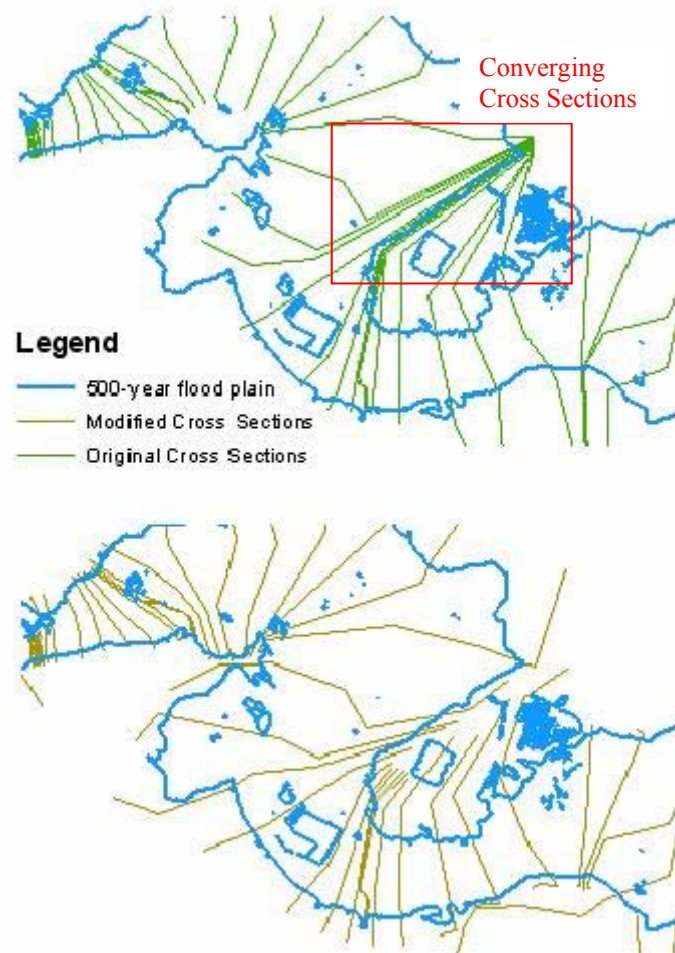 Converging
Cross Sections
Legend
500-year flood plain
Modified Cross Sections
Original Cross Sections